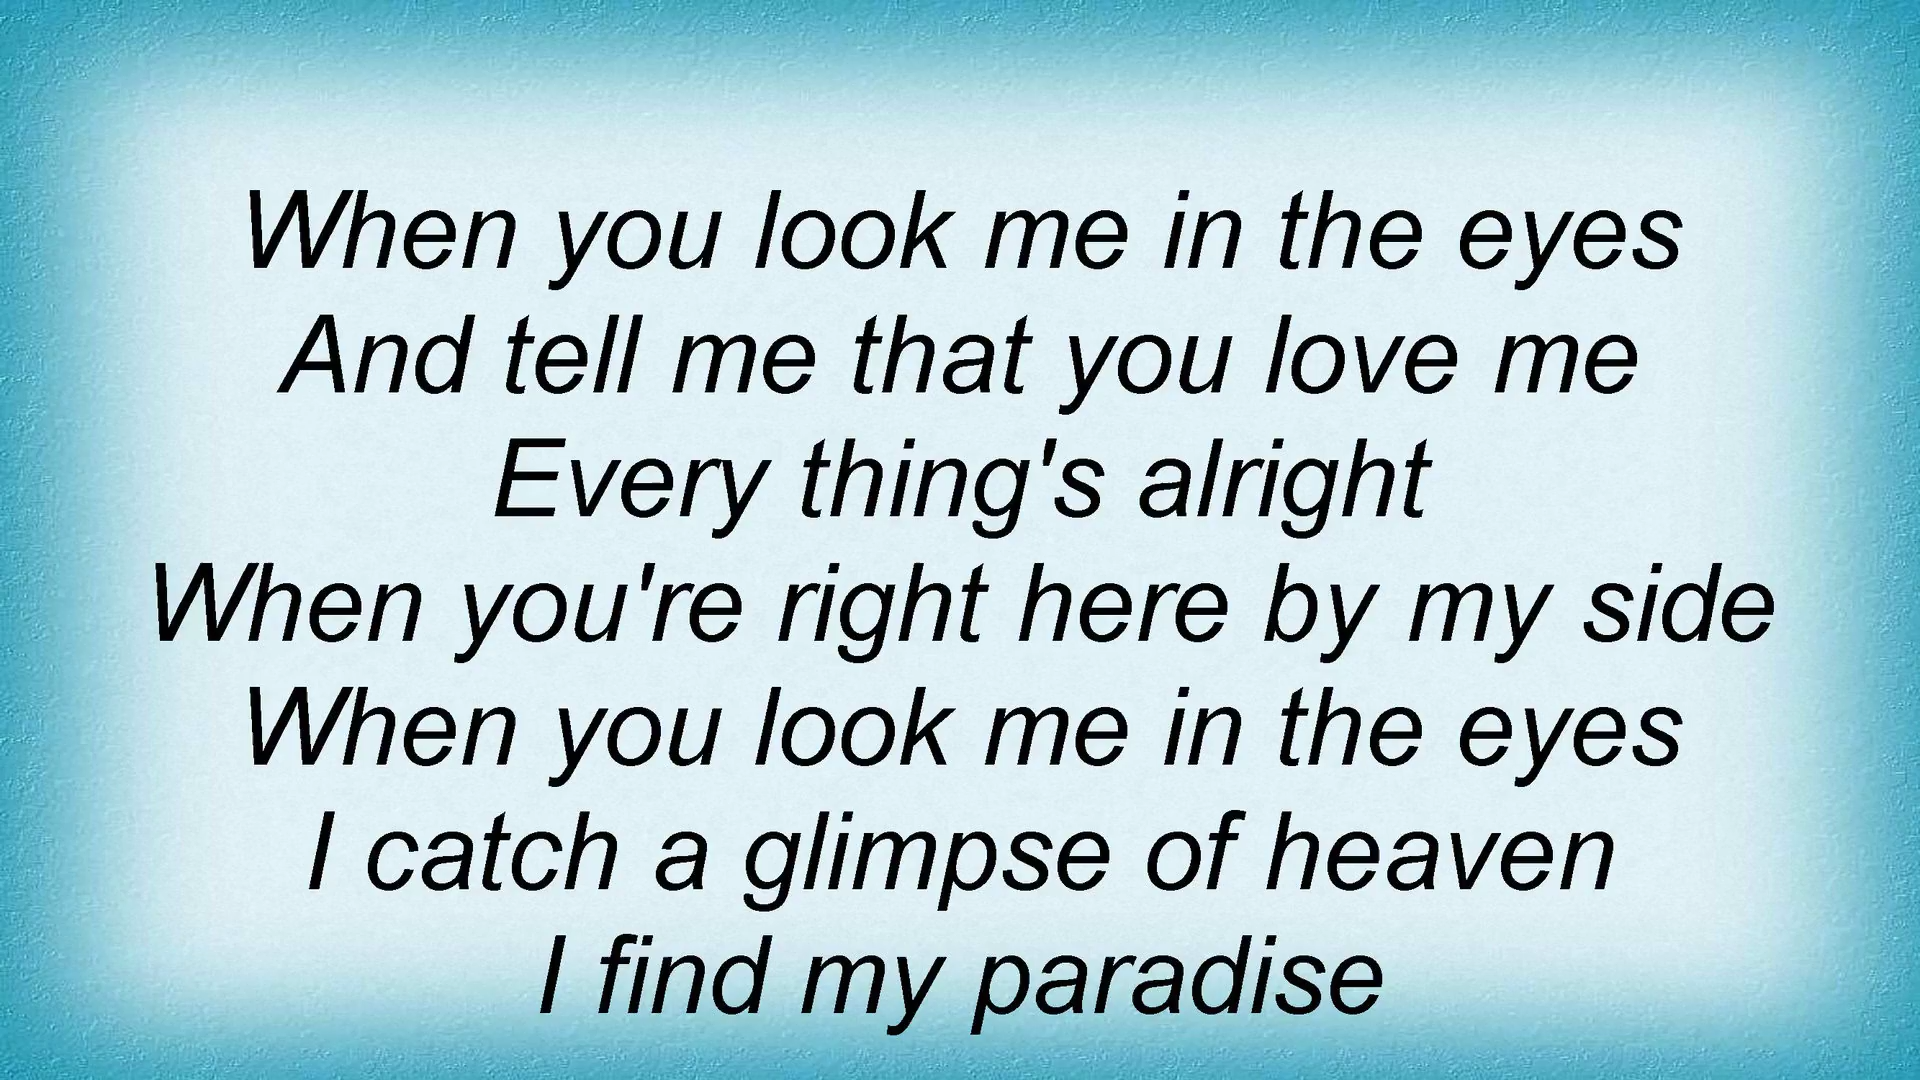 When you look me in the eyes
And tell me that you love me
Every thing's alright
When you're right here by my side
When you look me in the eyes
I catch a glimpse of heaven
I find my paradise